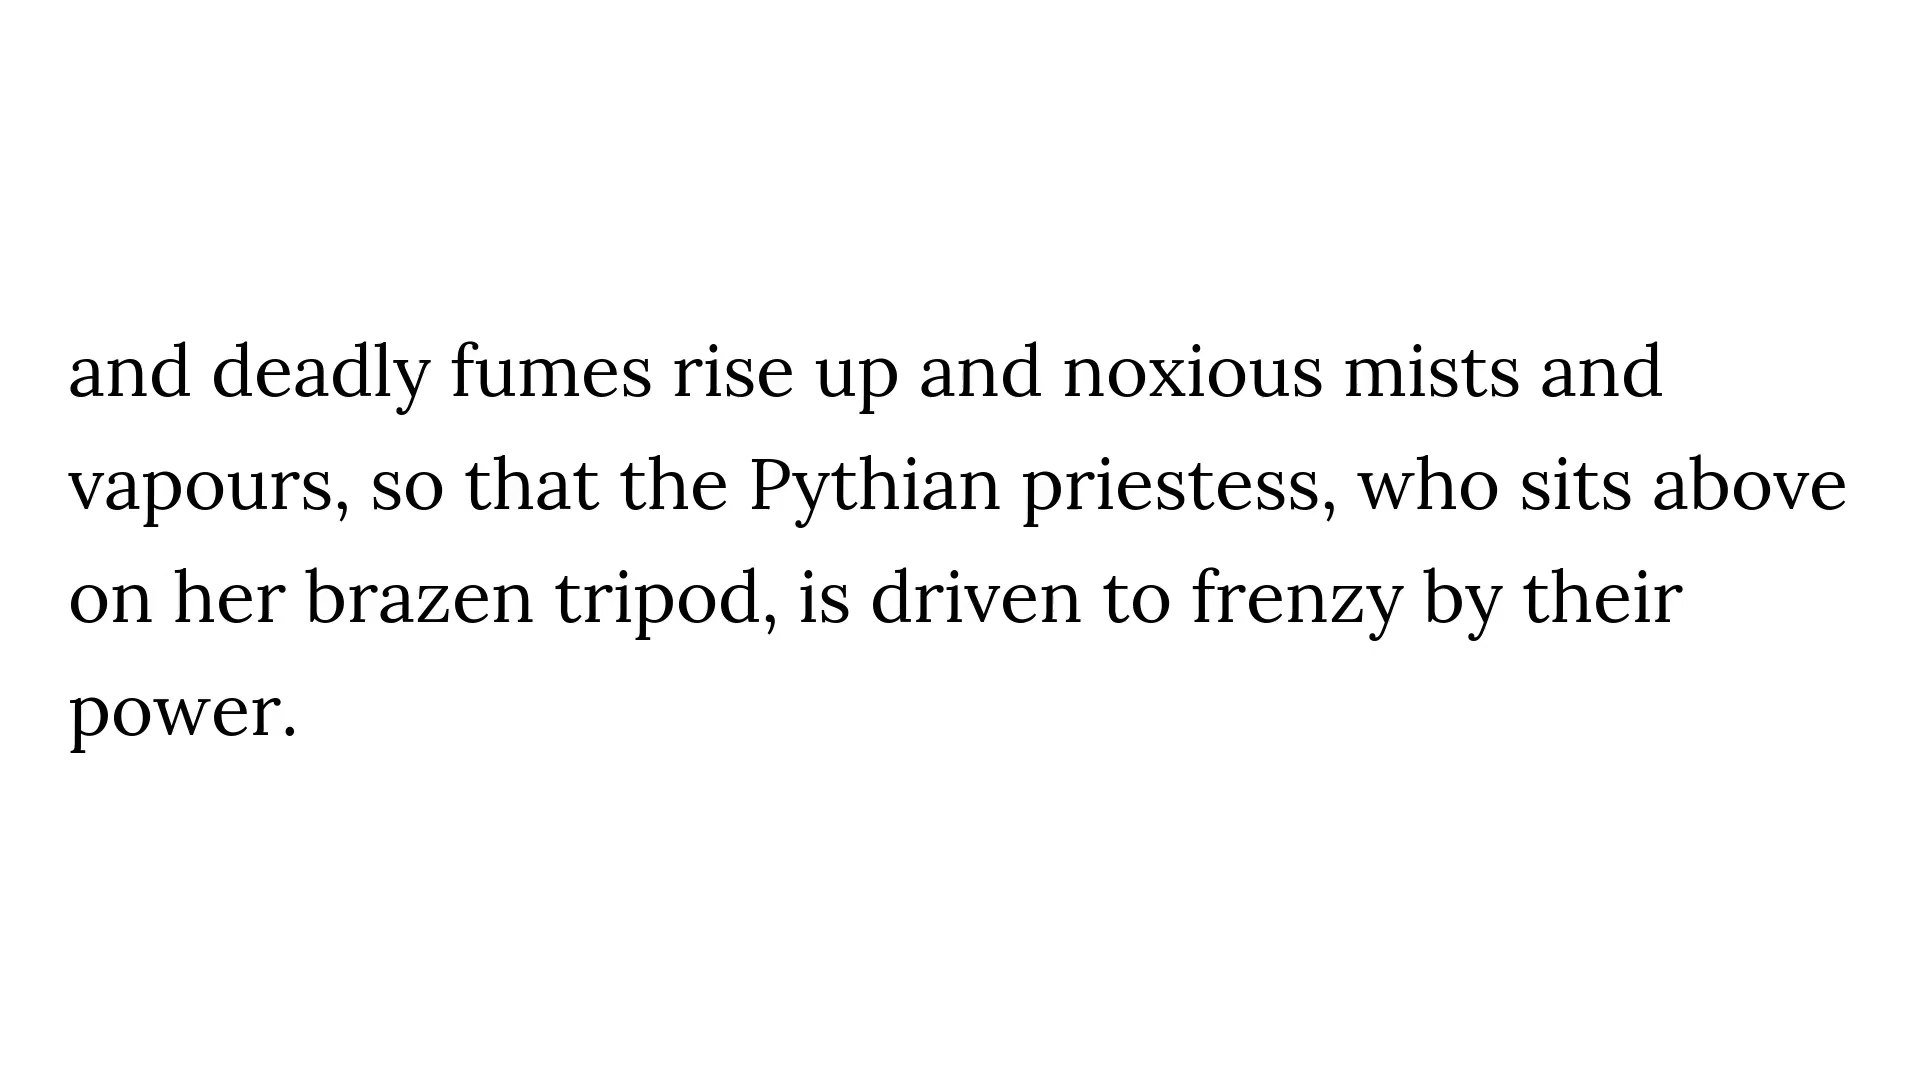 and deadly fumes rise up and noxious mists and
vapours, so that the Pythian priestess, who sits above
on her brazen tripod, is driven to frenzy by their
power.